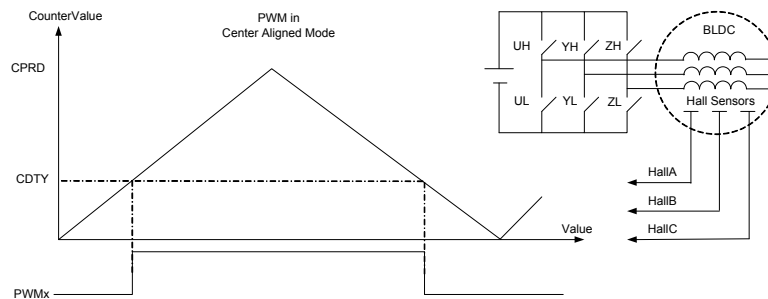 CounterValue
PWM in
Center Aligned Mode
CPRD
CDTY
Value
PWMx
UH YH ZH
UL YL ZL
BLDC
Hall Sensors
HallA
HallB
HallC